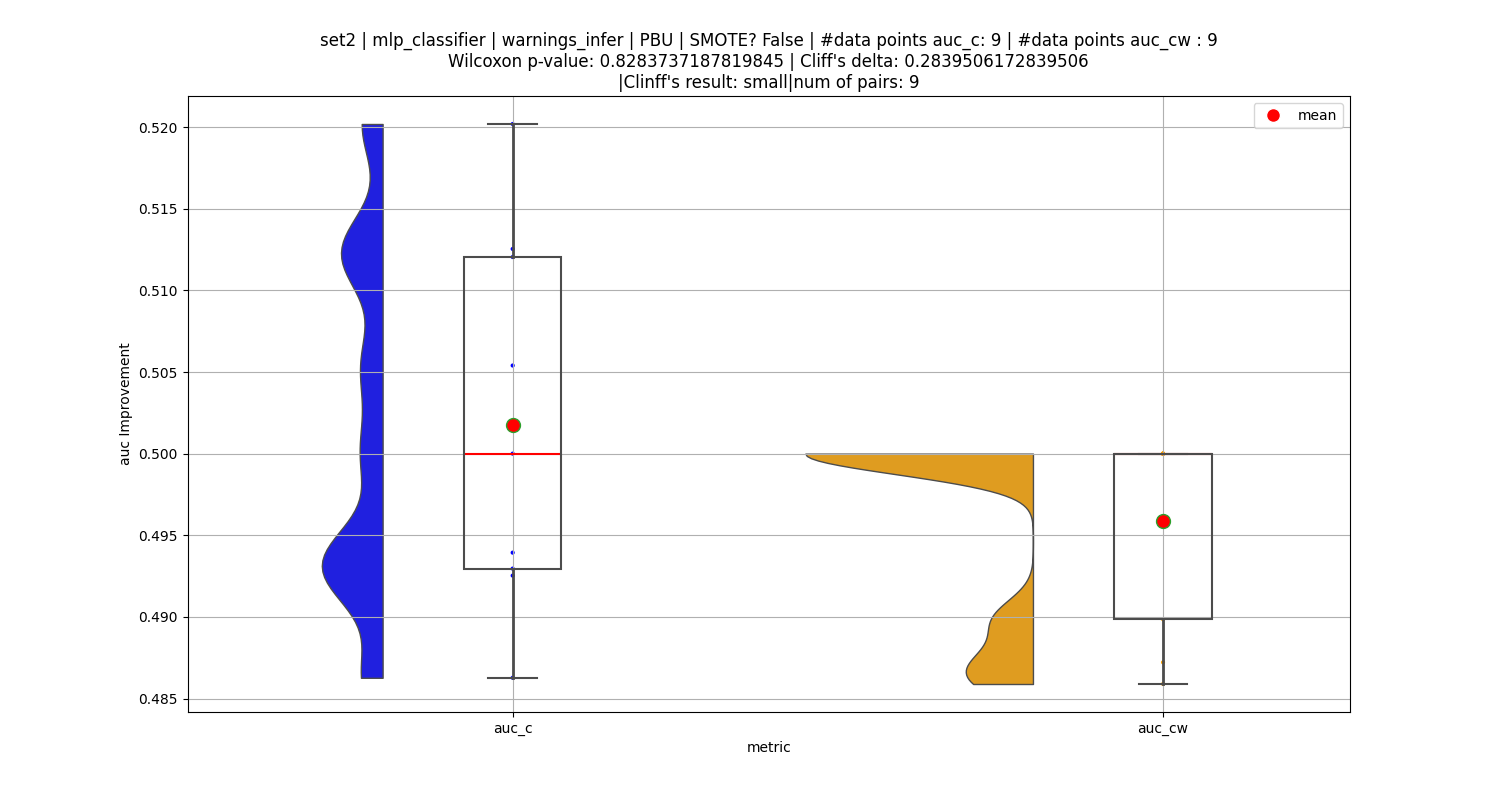 set2 | mlp_classifier | warnings_infer | PBU | SMOTE? False | #data points auc_c: 9 | #data points auc_cw : 9
Wilcoxon p-value: 0.8283737187819845 | Cliff's delta: 0.2839506172839506
|Clinff's result: small|num of pairs: 9
mean
0.520
0.515
0.510
0.505
0.500
0.495
0.490
0.485
auc Improvement
auc_c
auc_cw
metric